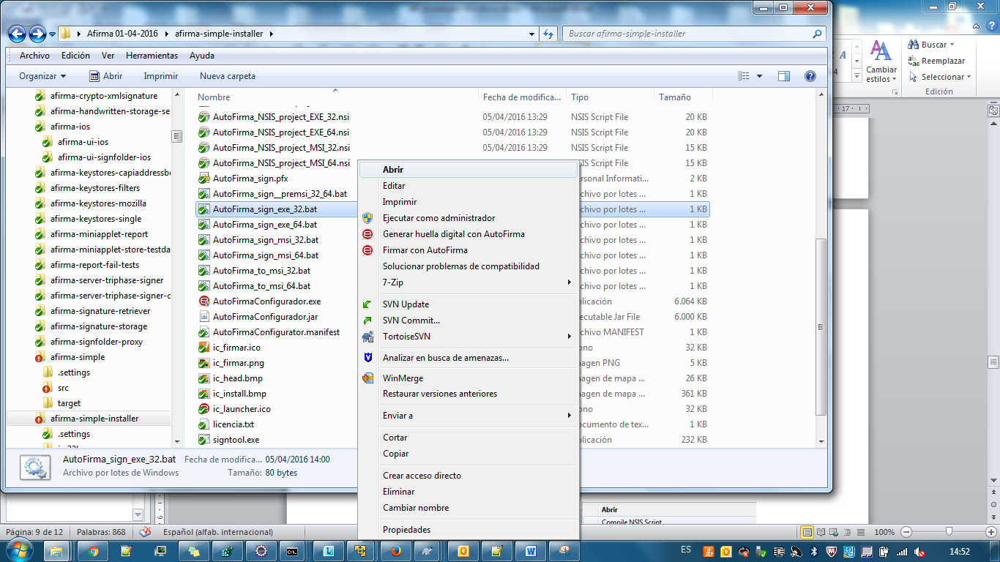 Afirma 01-04-2016 afirma-simple-installer
Buscar afirma-simple-installer
Archivo Edición Ver Herramientas Ayuda
Organizar Abrir Imprimir Nueva carpeta
afirma-crypto-xmlsignature
afirma-handwritten-storage-se
afirma-ios
afirma-ui-ios
afirma-ui-signfolder-ios
afirma-keystores-capiaddressb
afirma-keystores-filters
afirma-keystores-mozilla
afirma-keystores-single
afirma-miniapplet-report
afirma-miniapplet-store-testda
afirma-report-fail-tests
afirma-server-triphase-signer
afirma-server-triphase-signer-c
afirma-signature-retriever
afirma-signature-storage
afirma-signfolder-proxy
afirma-simple
.settings
src
target
afirma-simple-installer
.settings
Nombre Fecha de modifica... Tipo Tamaño
AutoFirma_NSIS_project_EXE_32.nsi 05/04/2016 13:29 NSIS Script File 20 KB
AutoFirma_NSIS_project_EXE_64.nsi 05/04/2016 13:29 NSIS Script File 20 KB
AutoFirma_NSIS_project_MSI_32.nsi 05/04/2016 13:29 NSIS Script File 15 KB
AutoFirma_NSIS_project_MSI_64.nsi SIS Script File 15 KB
AutoFirma_sign.pfx ersonal Informati... 2 KB
AutoFirma_sign__premsi_32_64.bat rchivo por lotes ... 1 KB
AutoFirma_sign_exe_32.bat rchivo por lotes ... 1 KB
AutoFirma_sign_exe_64.bat rchivo por lotes ... 1 KB
AutoFirma_sign_msi_32.bat rchivo por lotes ... 1 KB
AutoFirma_sign_msi_64.bat rchivo por lotes ... 1 KB
AutoFirma_to_msi_32.bat rchivo por lotes ... 1 KB
AutoFirma_to_msi_64.bat rchivo por lotes ... 1 KB
AutoFirmaConfigurador.exe plicación 6.064 KB
AutoFirmaConfigurador.jar ecutable Jar File 6.000 KB
AutoFirmaConfigurator.manifest rchivo MANIFEST 1 KB
ic_firmar.ico ono 32 KB
ic_firmar.png agen PNG 5 KB
ic_head.bmp agen de mapa ... 26 KB
ic_install.bmp agen de mapa ... 361 KB
ic_launcher.ico ono 32 KB
licencia.txt ocumento de tex... 1 KB
signtool.exe plicación 232 KB
Abrir
Editar
Imprimir
Ejecutar como administrador
Generar huella digital con AutoFirma
Firmar con AutoFirma
Solucionar problemas de compatibilidad
7-Zip
SVN Update
SVN Commit...
TortoiseSVN
Analizar en busca de amenazas...
WinMerge
Restaurar versiones anteriores
Enviar a
Cortar
Copiar
Crear acceso directo
Eliminar
Cambiar nombre
Propiedades
AutoFirma_sign_exe_32.bat Fecha de modifica... 05/04/2016 14:00
Archivo por lotes de Windows Tamaño: 80 bytes
Cambiar estilos
Buscar
Reemplazar
Seleccionar
Edición
17
Abrir
Compile NSIS Script
Página: 9 de 12 Palabras: 868 Español (alfab. internacional) 100%
ES 14:52